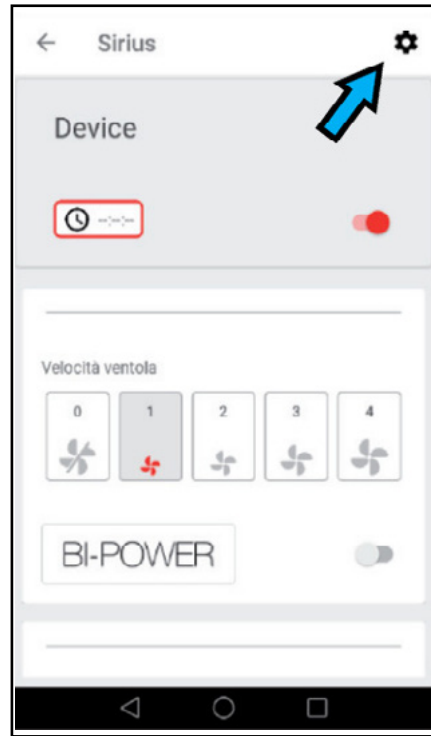 Sirius
Device
--:--:--
Velocità ventola
0 1 2 3 4
BI-POWER